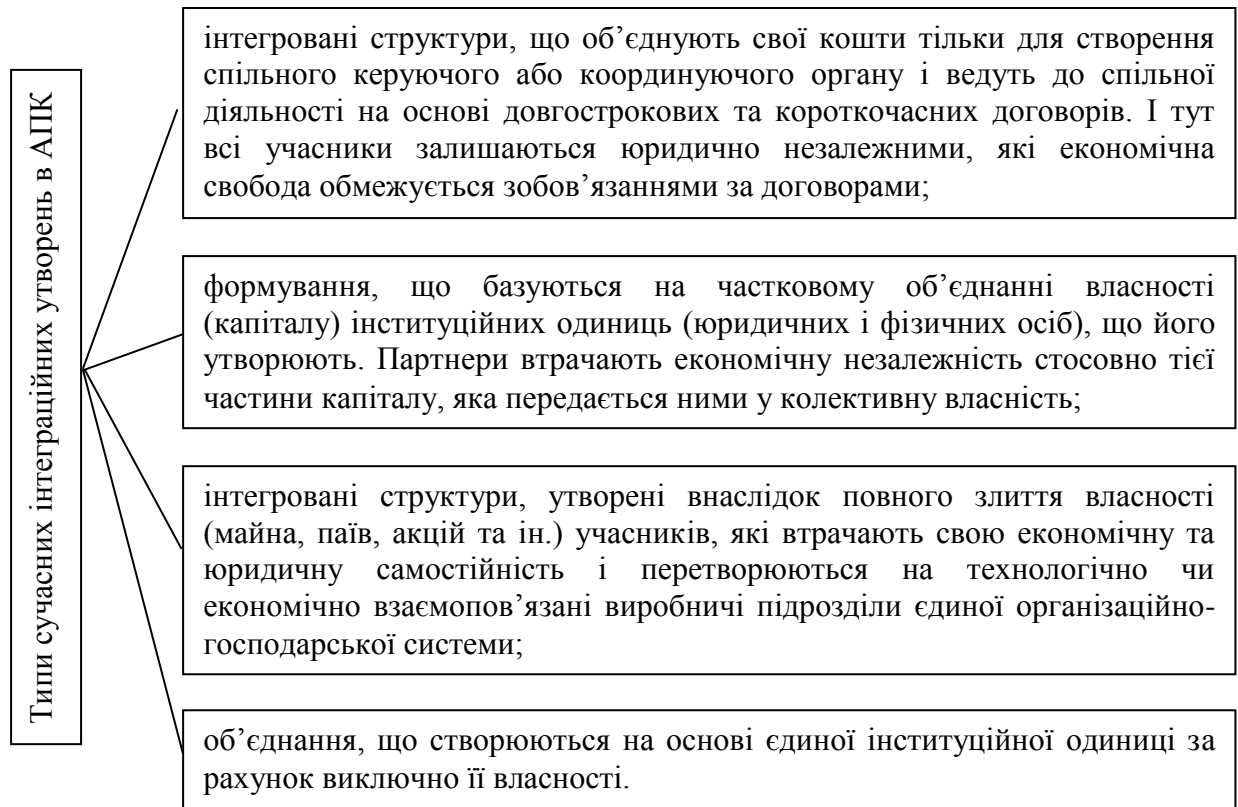 Типи сучасних інтеграційних утворень в АПК
інтегровані структури, що об’єднують свої кошти тільки для створення
спільного керуючого або координуючого органу і ведуть до спільної
діяльності на основі довгострокових та короткочасних договорів. І тут
всі учасники залишаються юридично незалежними, які економічна
свобода обмежується зобов’язаннями за договорами;
формування, що базуються на частковому об’єднанні власності
(капіталу) інституційних одиниць (юридичних і фізичних осіб), що його
утворюють. Партнери втрачають економічну незалежність стосовно тієї
частини капіталу, яка передається ними у колективну власність;
інтегровані структури, утворені внаслідок повного злиття власності
(майна, паїв, акцій та ін.) учасників, які втрачають свою економічну та
юридичну самостійність і перетворюються на технологічно чи
економічно взаємопов’язані виробничі підрозділи єдиної організаційно-
господарської системи;
об’єднання, що створюються на основі єдиної інституційної одиниці за
рахунок виключно її власності.